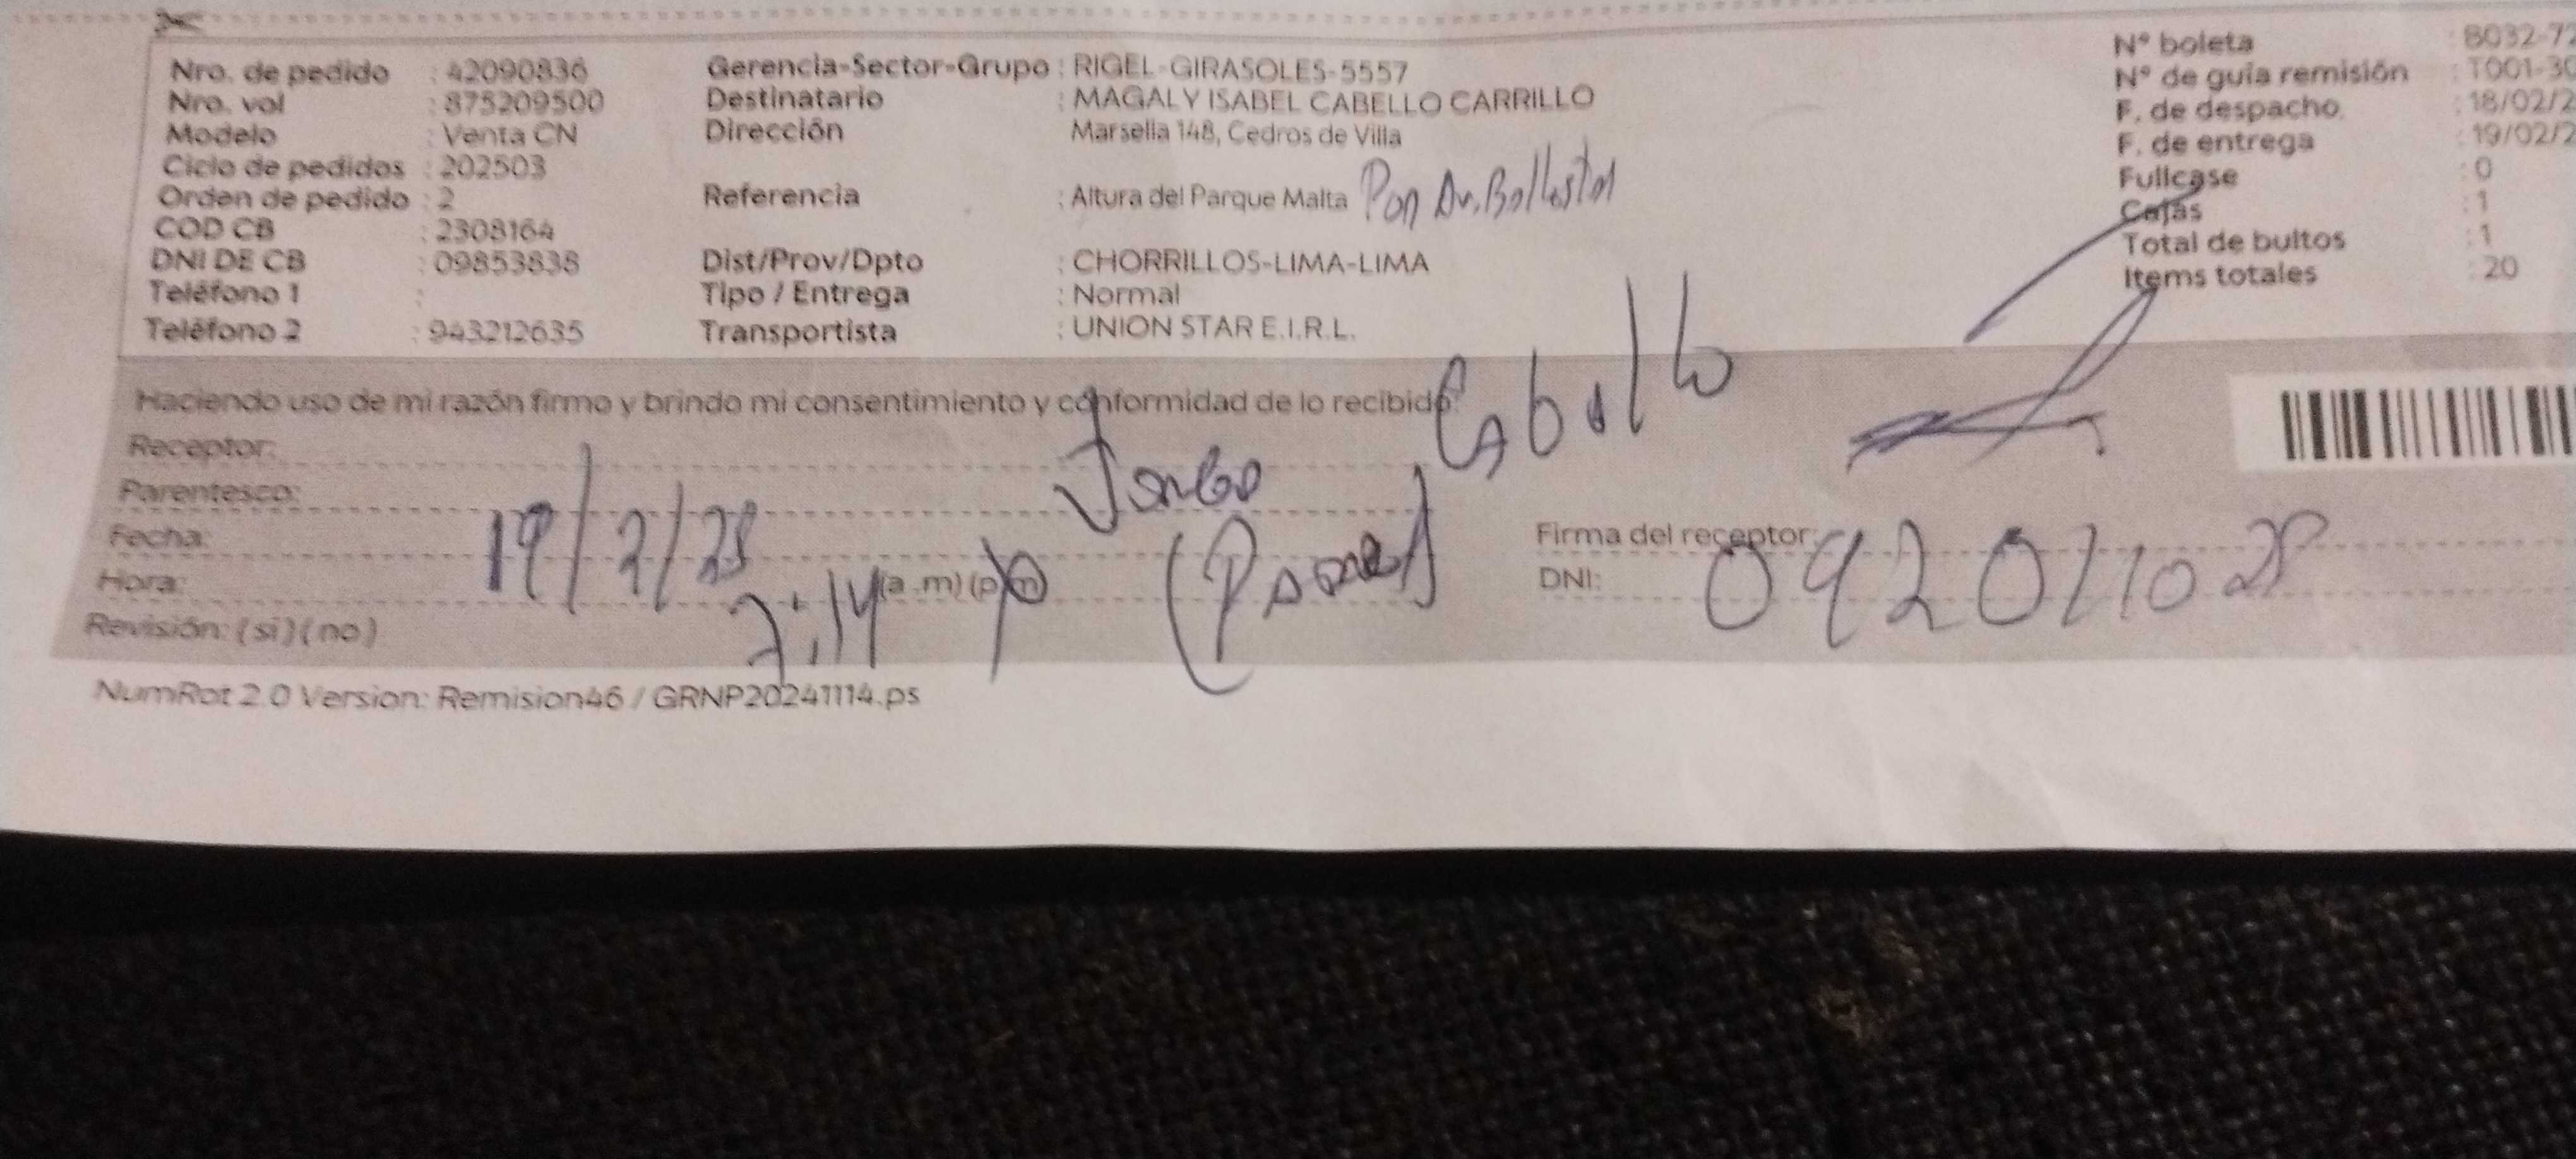 Nro. de pedido : 42090836
Nro. vol : 875209500
Modelo : Venta CN
Ciclo de pedidos : 202503
Orden de pedido : 2
COD CB : 2308164
DNI DE CB : 09853838
Teléfono 1 :
Teléfono 2 : 943212635
Gerencia-Sector-Grupo : RIGEL-GIRASOLES-5557
Destinatario : MAGALY ISABEL CABELLO CARRILLO
Dirección Marsella 148, Cedros de Villa
Referencia : Altura del Parque Malta Por Av.
Dist/Prov/Dpto : CHORRILLOS-LIMA-LIMA
Tipo / Entrega : Normal
Transportista : UNION STAR E.I.R.L.
N° boleta : B032-72
N° de guía remisión : T001-30
F. de despacho. : 18/02/2
F. de entrega : 19/02/2
Fullcase : 0
Cajas : 1
Total de bultos : 1
Items totales : 20
Haciendo uso de mi razón firmo y brindo mi consentimiento y conformidad de lo recibido:
Cabello
Receptor:
Parentesco:
Fecha: 19/2/25
Hora: 7:14 (a .m) (p.m)
Revisión: (si) (no)
Firma del receptor:
DNI:
NumRot 2.0 Version: Remision46 / GRNP20241114.ps